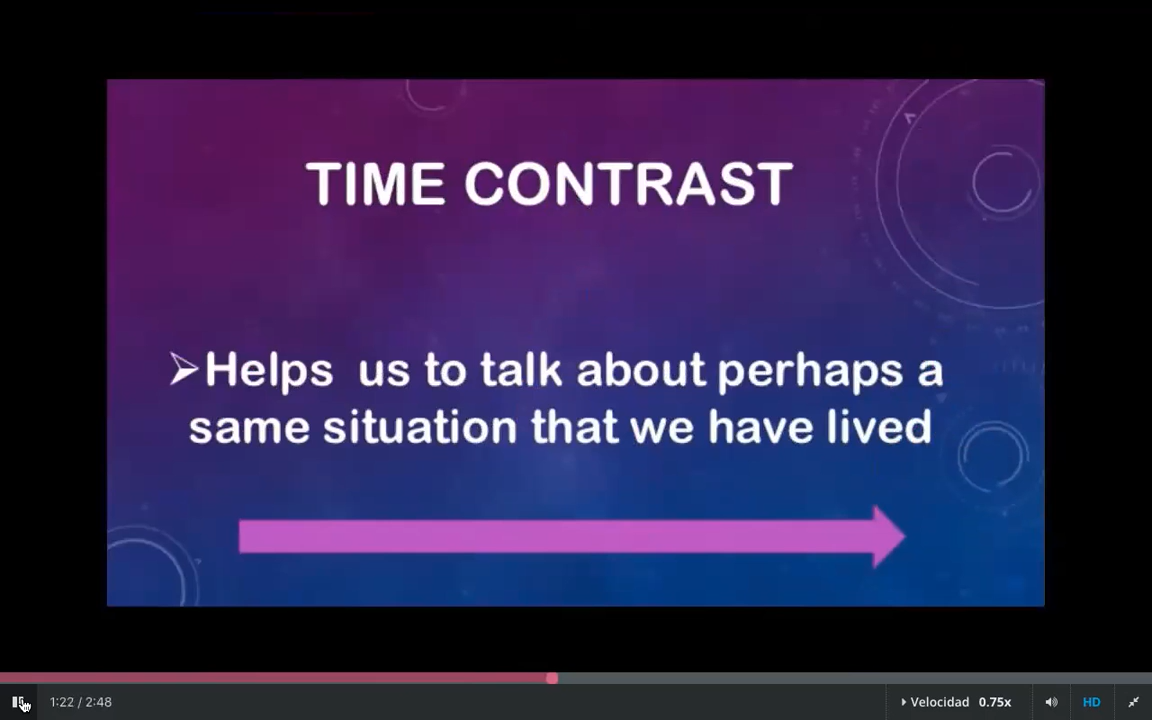 TIME CONTRAST
Helps us to talk about perhaps a
same situation that we have lived
1:22 / 2:48
Velocidad 0.75x
HD